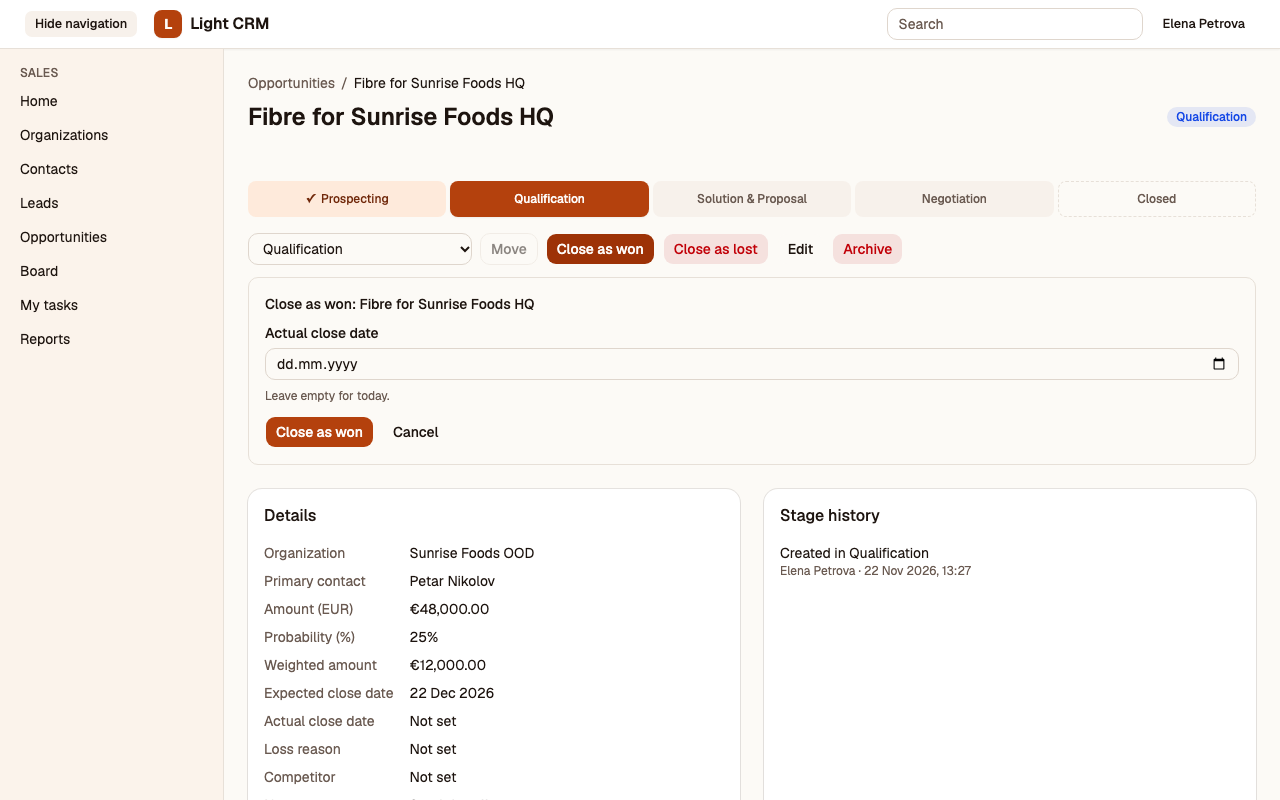 Hide navigation
L
Light CRM
Search
Elena Petrova
SALES
Home
Organizations
Contacts
Leads
Opportunities
Board
My tasks
Reports
Opportunities / Fibre for Sunrise Foods HQ
Fibre for Sunrise Foods HQ
Qualification
✓ Prospecting
Qualification
Solution & Proposal
Negotiation
Closed
Qualification
Move
Close as won
Close as lost
Edit
Archive
Close as won: Fibre for Sunrise Foods HQ
Actual close date
dd.mm.yyyy
Leave empty for today.
Close as won
Cancel
Details
Organization Sunrise Foods OOD
Primary contact Petar Nikolov
Amount (EUR) €48,000.00
Probability (%) 25%
Weighted amount €12,000.00
Expected close date 22 Dec 2026
Actual close date Not set
Loss reason Not set
Competitor Not set
Stage history
Created in Qualification
Elena Petrova · 22 Nov 2026, 13:27